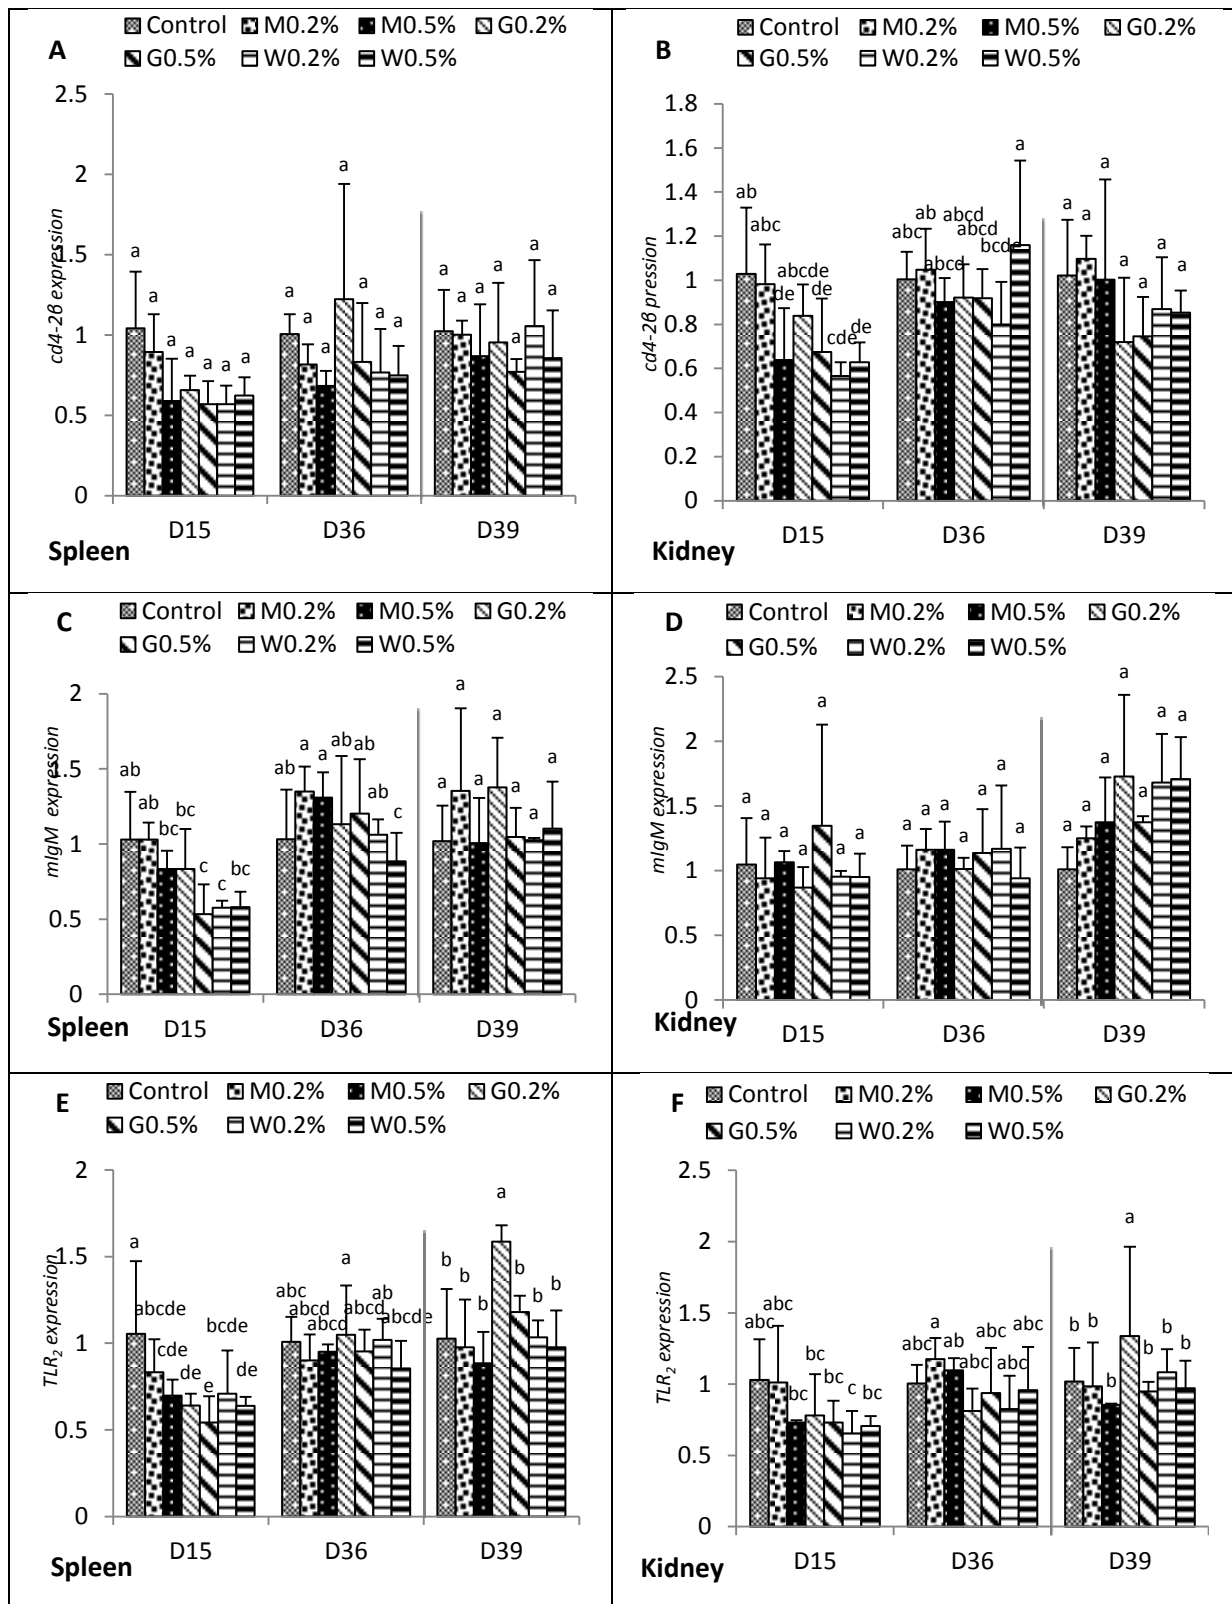 A
Control M0.2% M0.5% G0.2%
G0.5% W0.2% W0.5%
2.5
2
1.5
1
0.5
0
cd4-2β expression
a a a a a a a
a a a a a a a
a a a a a a a
D15 D36 D39
Spleen
B
Control M0.2% M0.5% G0.2%
G0.5% W0.2% W0.5%
1.8
1.6
1.4
1.2
1
0.8
0.6
0.4
0.2
0
cd4-2β pression
ab abc de abcde de cde de
abc ab abcd abcd abcd bcde a
a a a a a a a
D15 D36 D39
Kidney
C
Control M0.2% M0.5% G0.2%
G0.5% W0.2% W0.5%
2
1.5
1
0.5
0
mIgM expression
ab ab bc bc c c bc
ab a a ab ab ab c
a a a a a a a
D15 D36 D39
Spleen
D
Control M0.2% M0.5% G0.2%
G0.5% W0.2% W0.5%
2.5
2
1.5
1
0.5
0
mIgM expression
a a a a a a a
a a a a a a a
a a a a a a a
D15 D36 D39
Kidney
E
Control M0.2% M0.5% G0.2%
G0.5% W0.2% W0.5%
2
1.5
1
0.5
0
TLR2 expression
a abcde cde de e bcde de
abc abcd abcd a abcd ab abcde
b b b a b b b
D15 D36 D39
Spleen
F
Control M0.2% M0.5% G0.2%
G0.5% W0.2% W0.5%
2.5
2
1.5
1
0.5
0
TLR2 expression
abc abc bc bc bc c bc
abc a ab abc abc abc abc
b b b a b b b
D15 D36 D39
Kidney